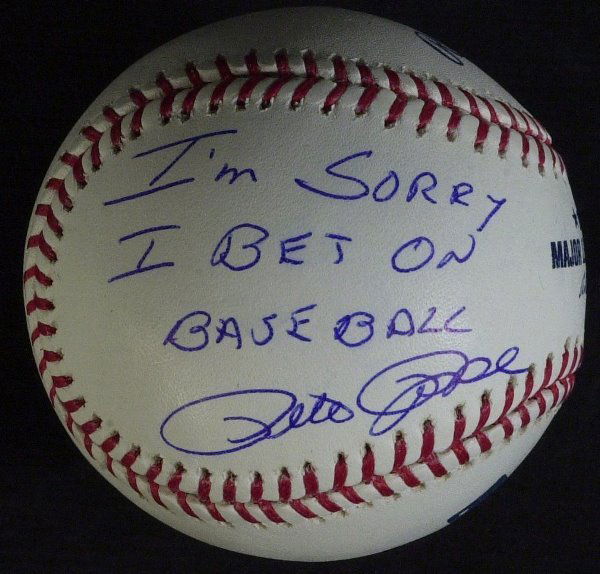 I'm SORRY
I BET ON
BASEBALL
Pete Rose
MAJOR